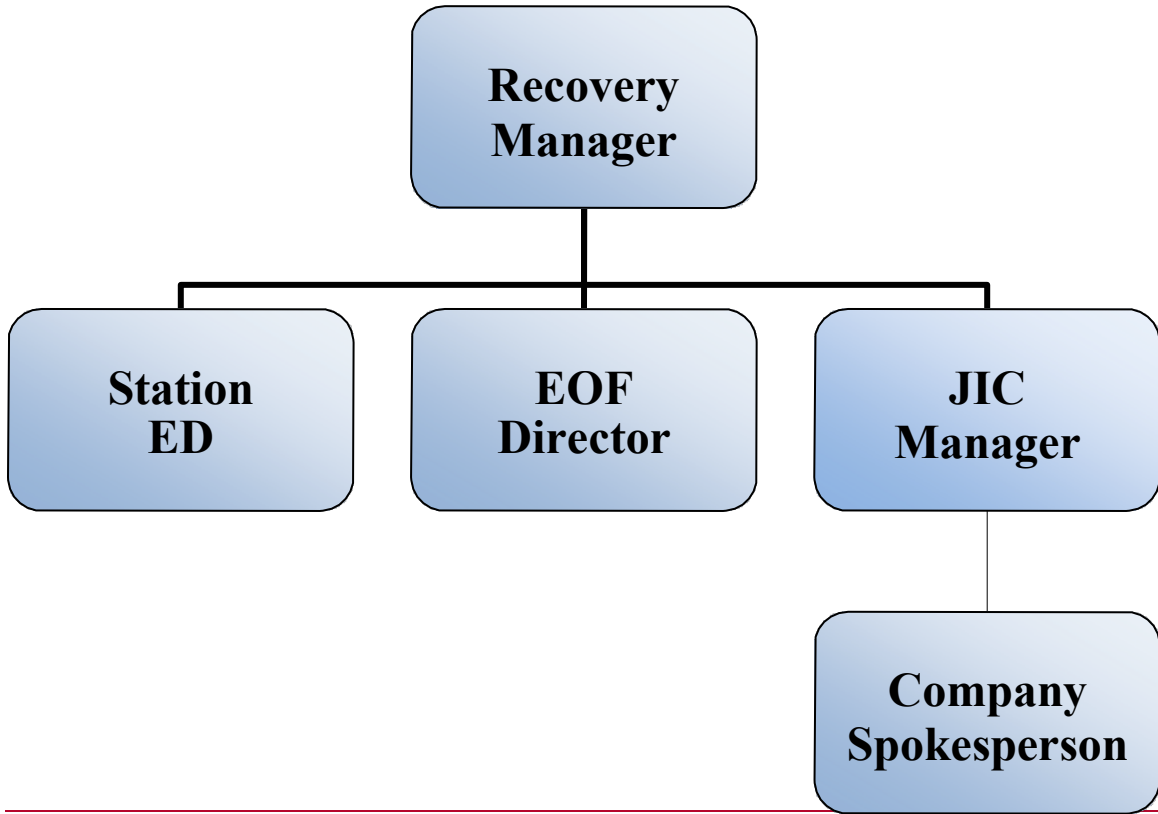 Recovery
Manager
Station
ED
EOF
Director
JIC
Manager
Company
Spokesperson